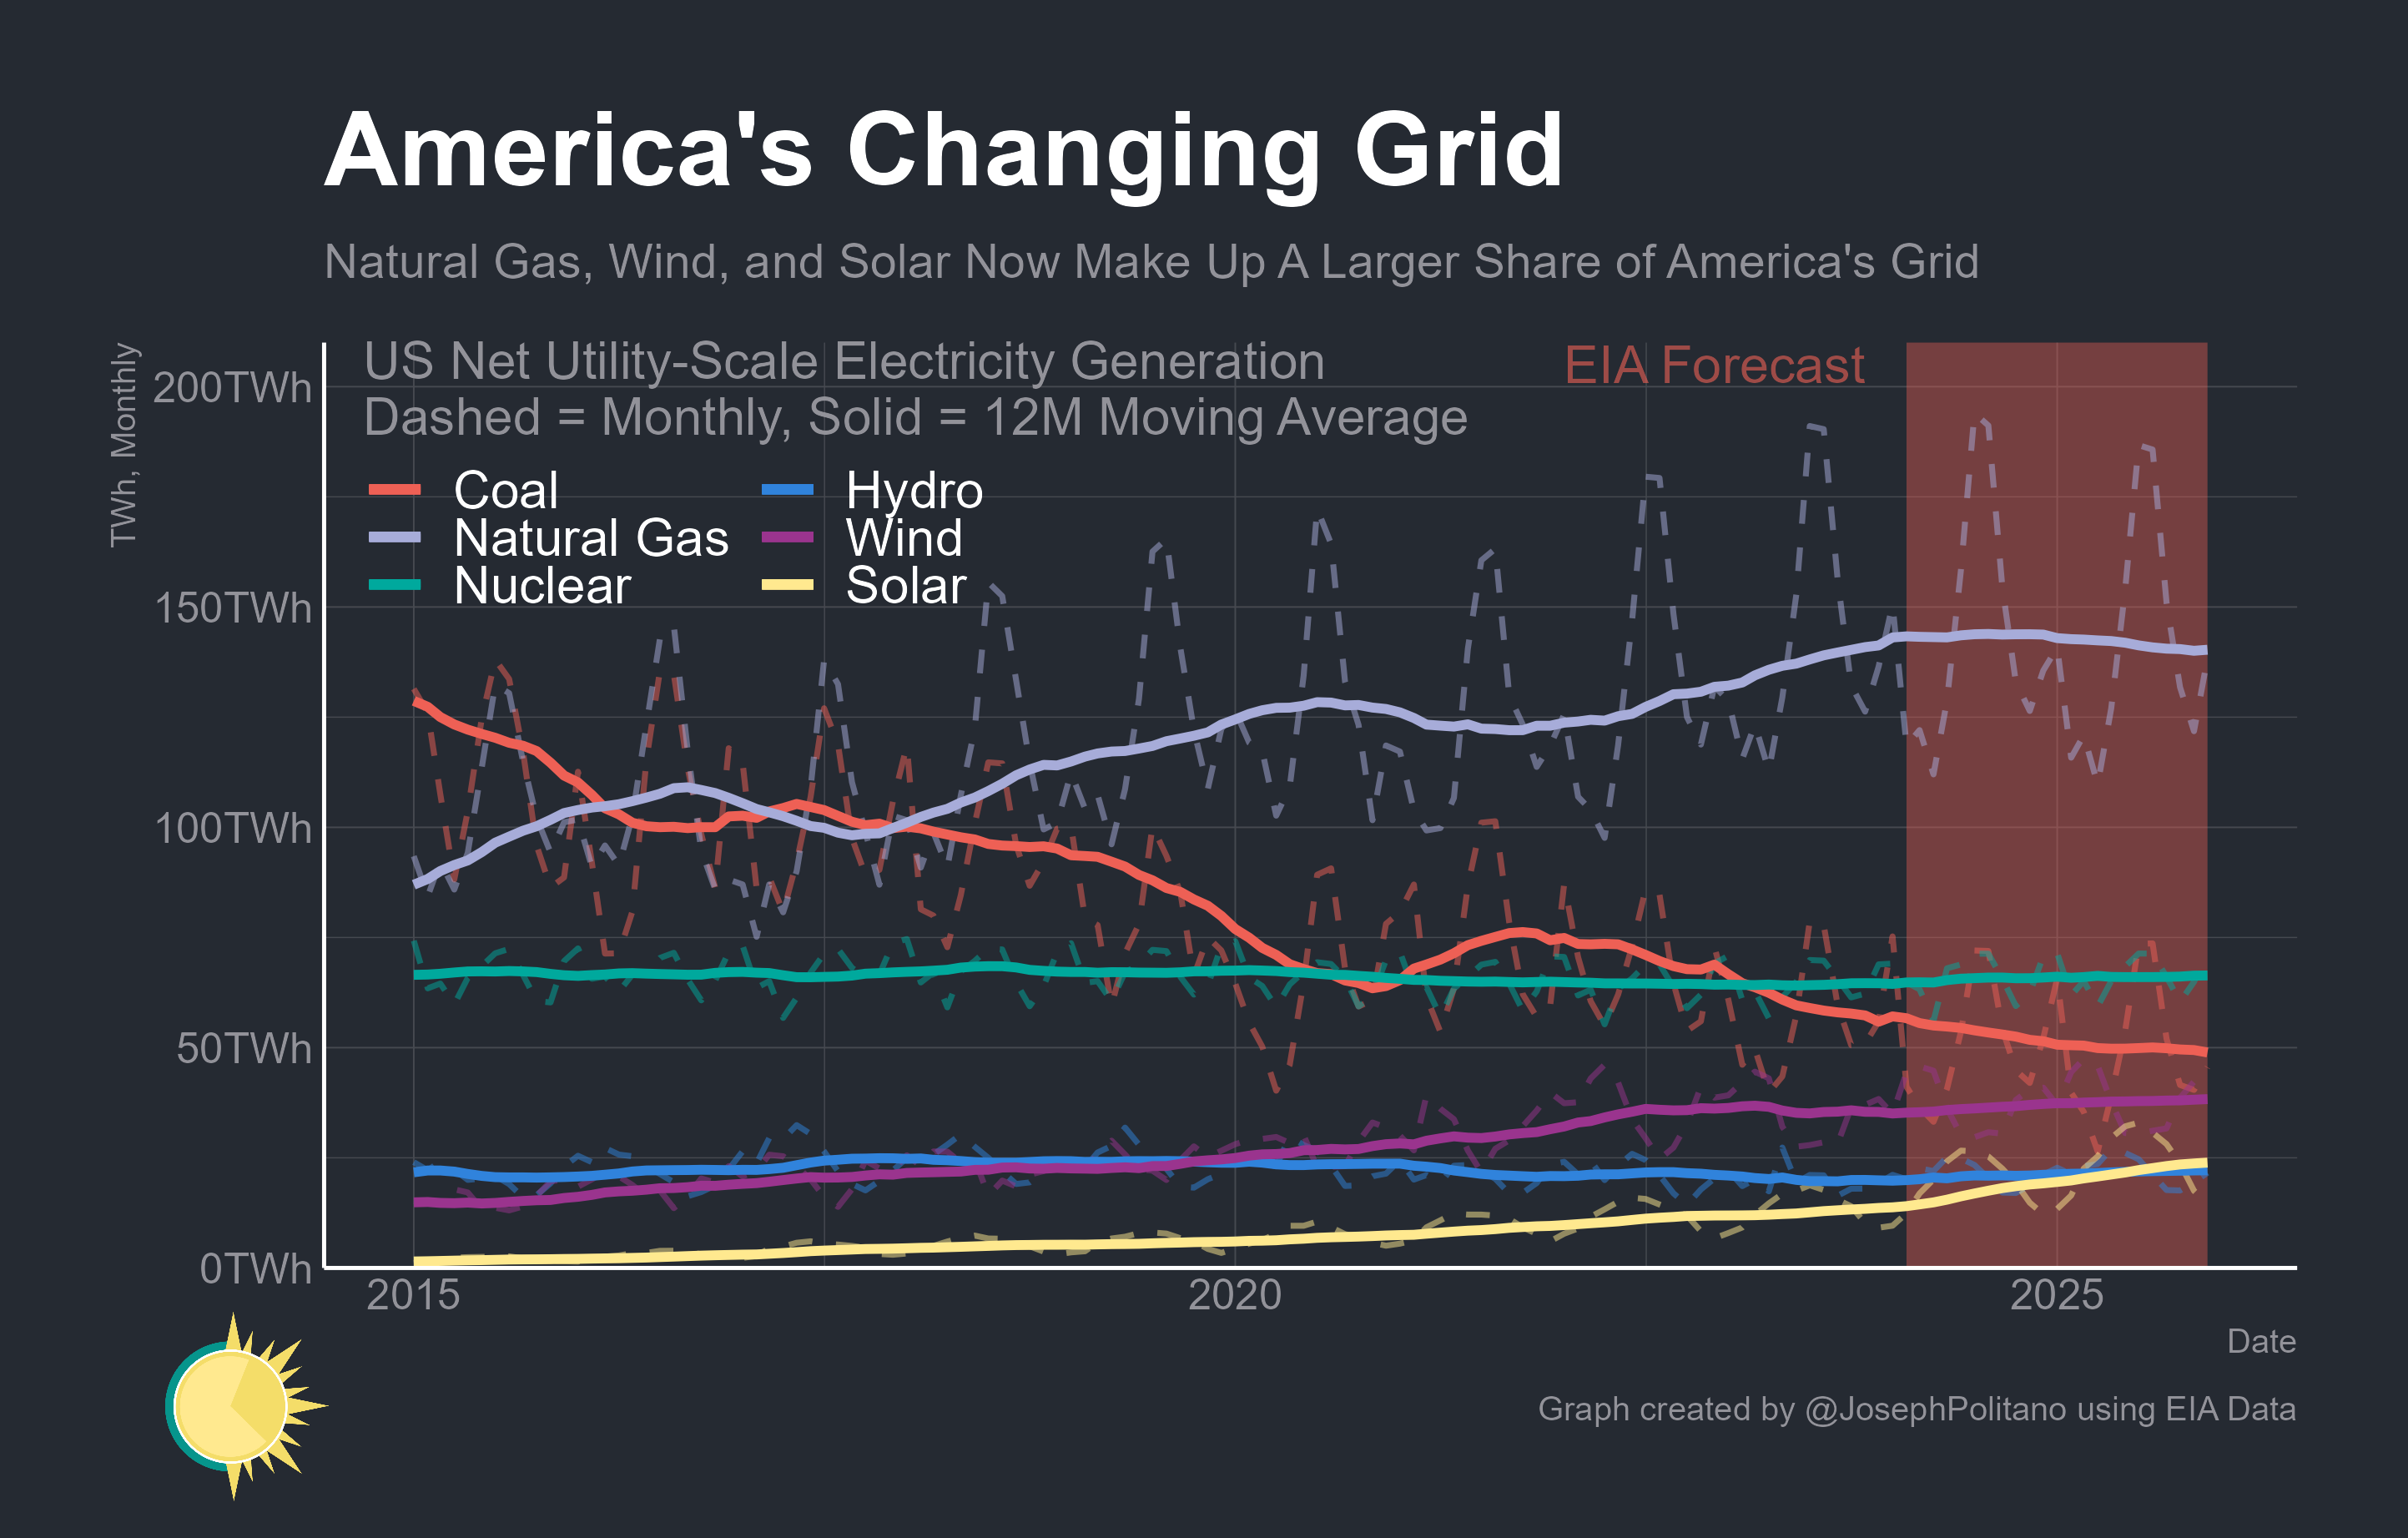 America's Changing Grid
Natural Gas, Wind, and Solar Now Make Up A Larger Share of America's Grid
TWh, Monthly
US Net Utility-Scale Electricity Generation
Dashed = Monthly, Solid = 12M Moving Average
EIA Forecast
Coal
Natural Gas
Nuclear
Hydro
Wind
Solar
200TWh
150TWh
100TWh
50TWh
0TWh
2015
2020
2025
Date
Graph created by @JosephPolitano using EIA Data